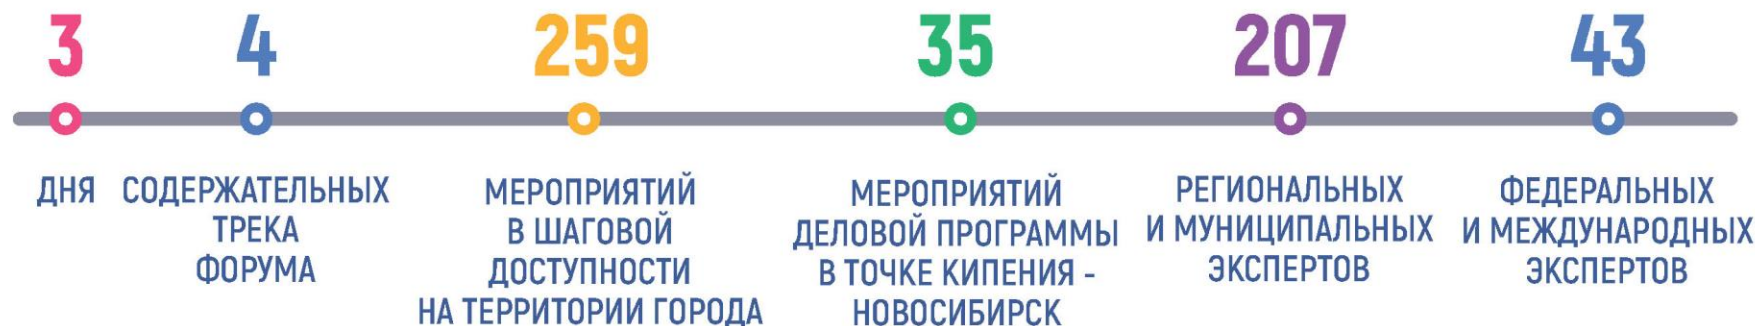 3
ДНЯ
4
СОДЕРЖАТЕЛЬНЫХ
ТРЕКА
ФОРУМА
259
МЕРОПРИЯТИЙ
В ШАГОВОЙ
ДОСТУПНОСТИ
НА ТЕРРИТОРИИ ГОРОДА
35
МЕРОПРИЯТИЙ
ДЕЛОВОЙ ПРОГРАММЫ
В ТОЧКЕ КИПЕНИЯ -
НОВОСИБИРСК
207
РЕГИОНАЛЬНЫХ
И МУНИЦИПАЛЬНЫХ
ЭКСПЕРТОВ
43
ФЕДЕРАЛЬНЫХ
И МЕЖДУНАРОДНЫХ
ЭКСПЕРТОВ